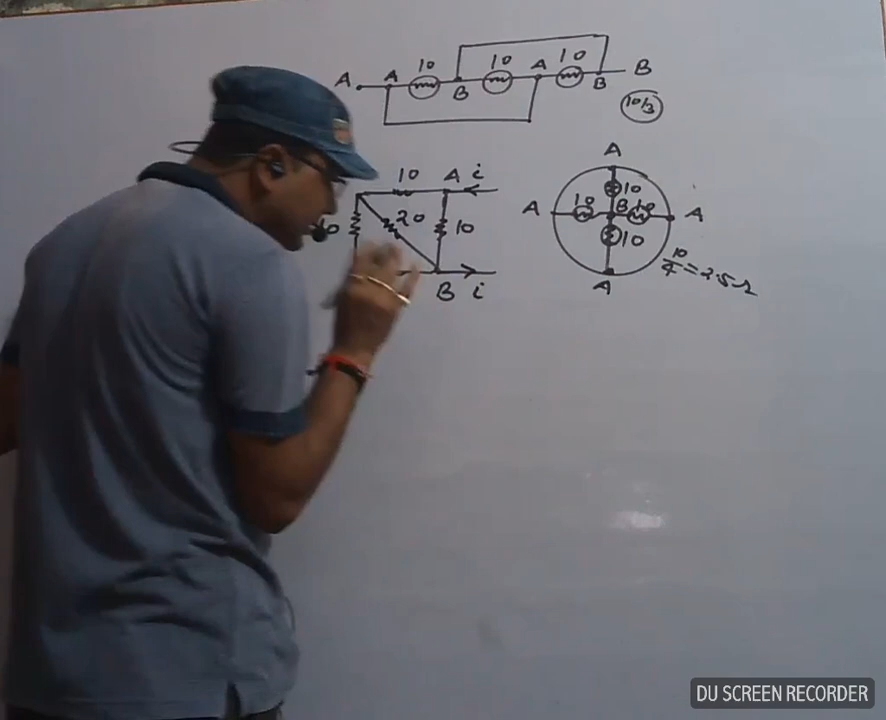 A A 10 B 10 A 10 B B
10/3
10 A i
20 10
B i
A
A 10 10 B 10 A
10
A
10/4 = 2.5 Ω
DU SCREEN RECORDER